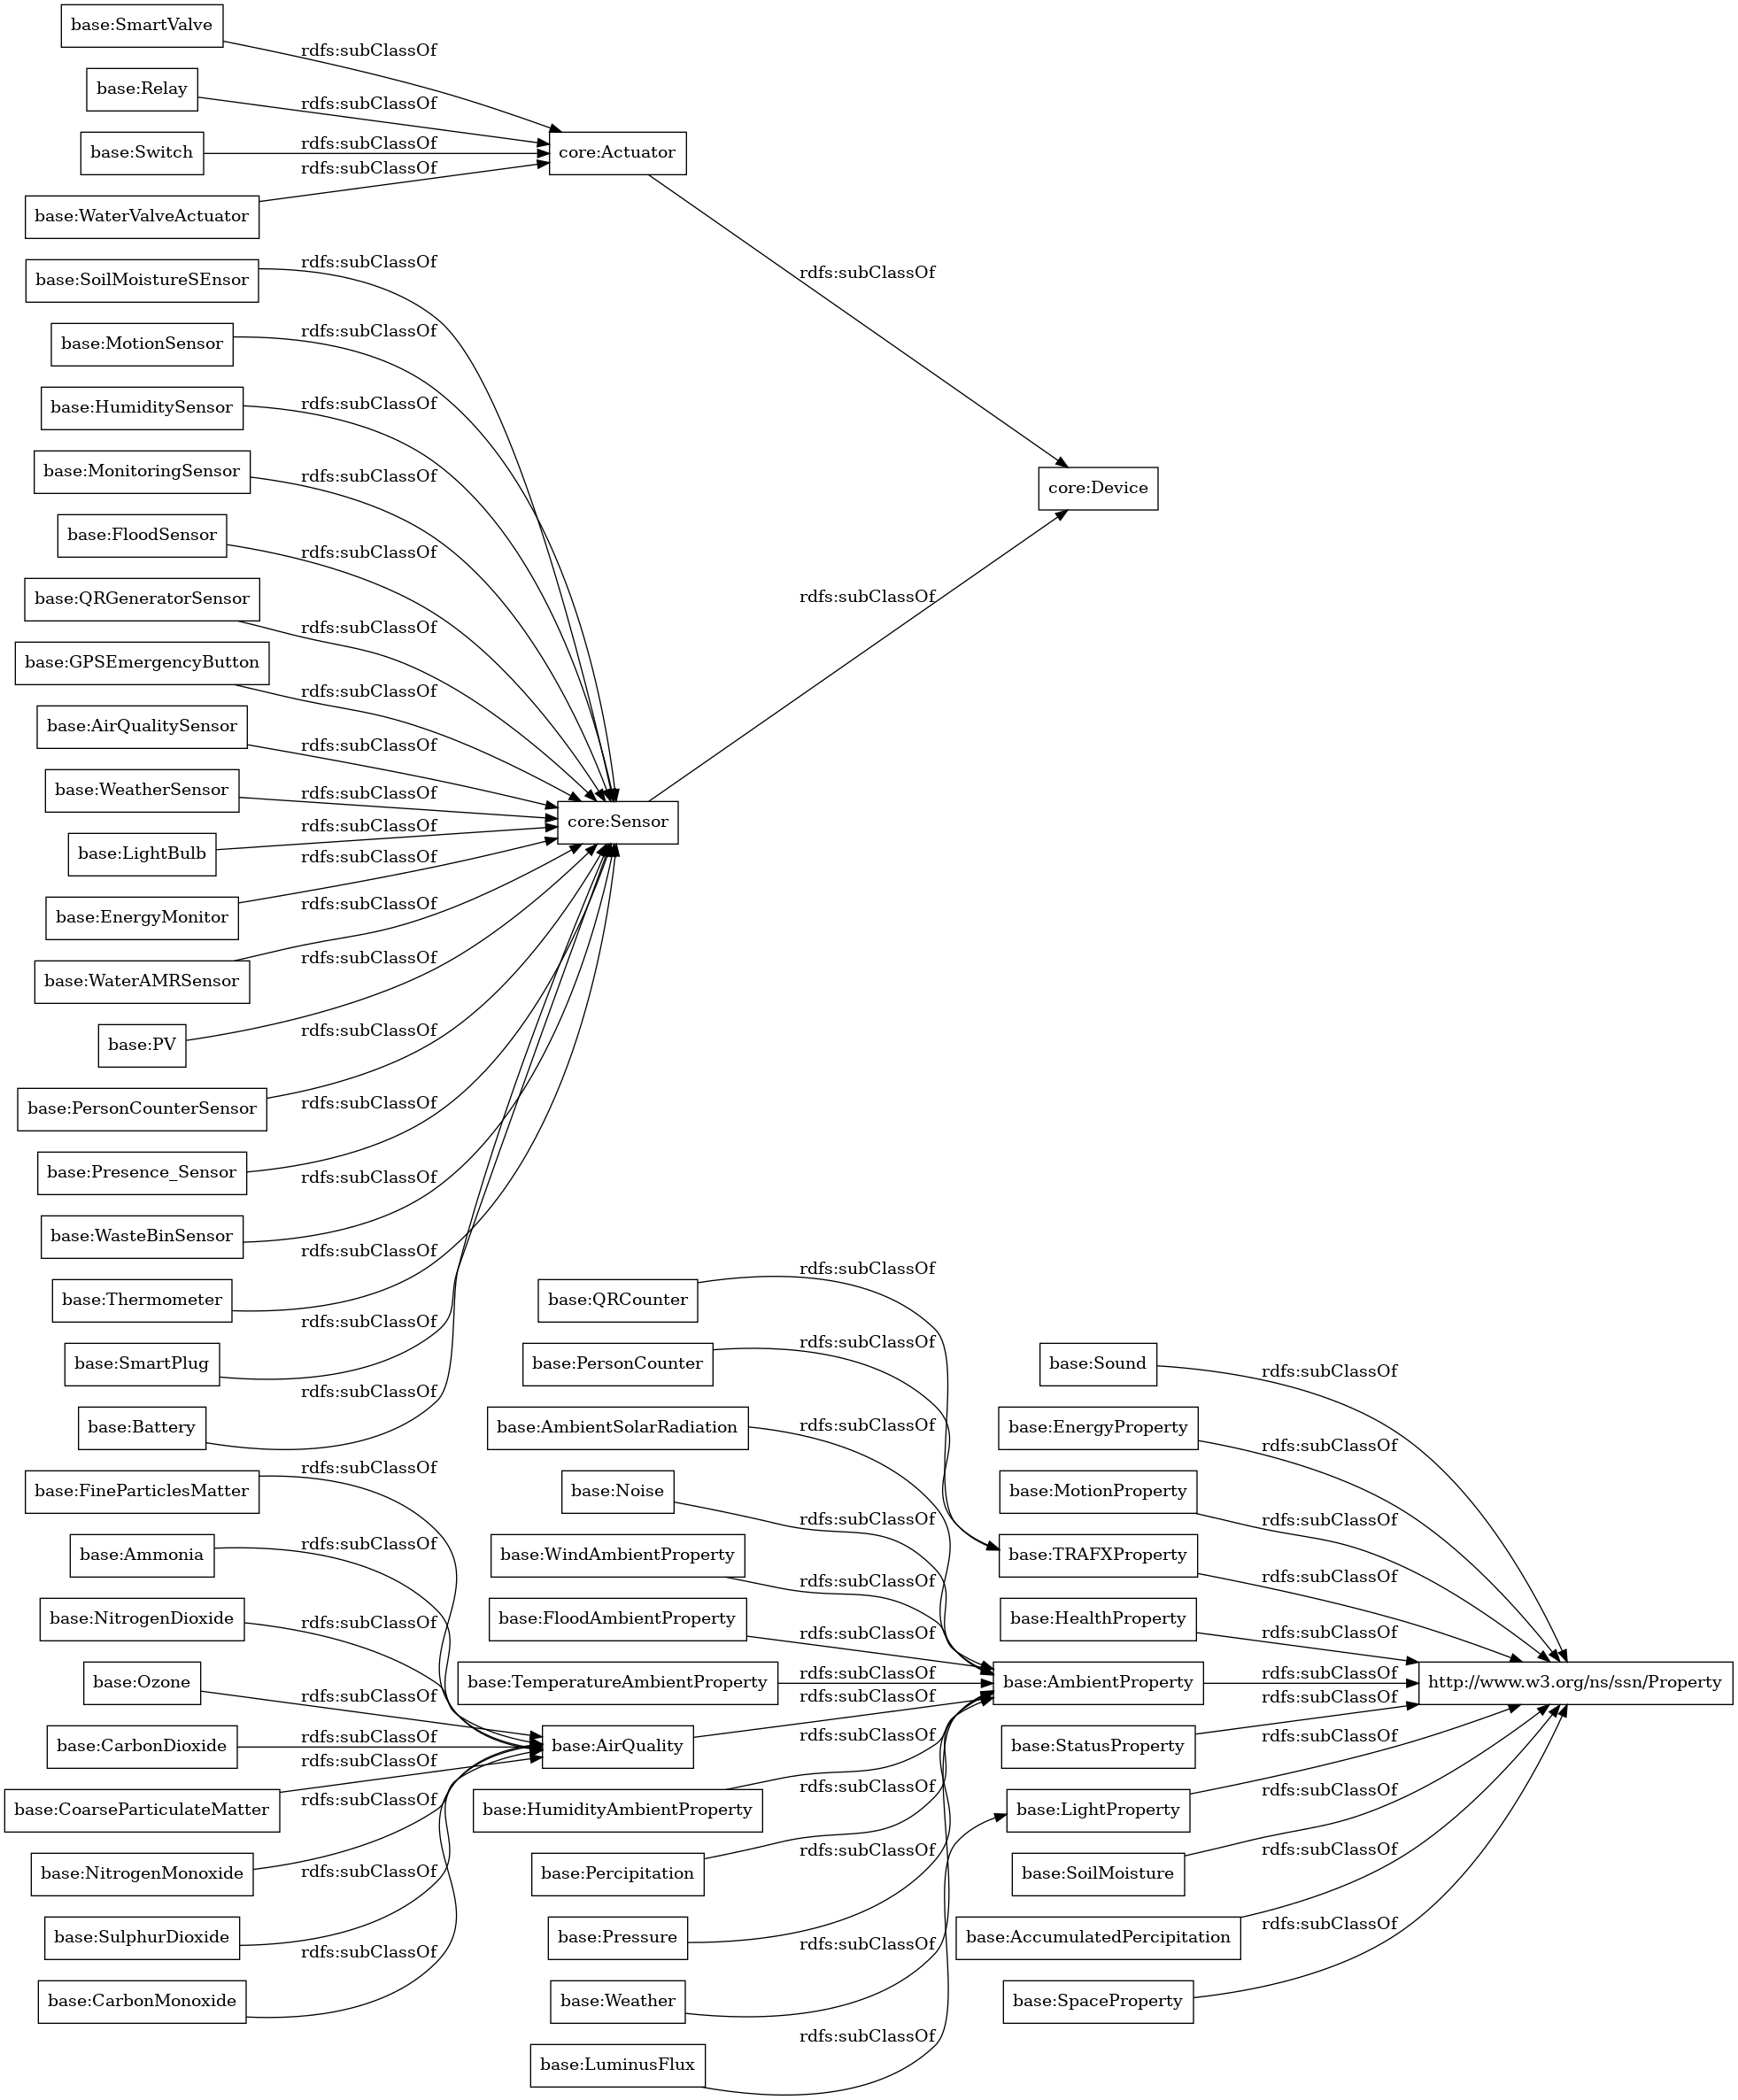 base:SmartValve
rdfs:subClassOf
base:Relay
rdfs:subClassOf
base:Switch
rdfs:subClassOf
core:Actuator
rdfs:subClassOf
base:WaterValveActuator
base:SoilMoistureSEnsor
rdfs:subClassOf
rdfs:subClassOf
base:MotionSensor
rdfs:subClassOf
base:HumiditySensor
rdfs:subClassOf
base:MonitoringSensor
rdfs:subClassOf
core:Device
base:FloodSensor
rdfs:subClassOf
base:QRGeneratorSensor
rdfs:subClassOf
rdfs:subClassOf
base:GPSEmergencyButton
rdfs:subClassOf
base:AirQualitySensor
rdfs:subClassOf
base:WeatherSensor
rdfs:subClassOf
core:Sensor
rdfs:subClassOf
base:LightBulb
rdfs:subClassOf
base:EnergyMonitor
rdfs:subClassOf
base:WaterAMRSensor
rdfs:subClassOf
base:PV
rdfs:subClassOf
base:PersonCounterSensor
rdfs:subClassOf
base:Presence_Sensor
rdfs:subClassOf
base:WasteBinSensor
rdfs:subClassOf
base:Thermometer
rdfs:subClassOf
base:SmartPlug
rdfs:subClassOf
base:Battery
base:QRCounter
rdfs:subClassOf
base:PersonCounter
rdfs:subClassOf
base:Sound
rdfs:subClassOf
base:AmbientSolarRadiation
rdfs:subClassOf
base:EnergyProperty
rdfs:subClassOf
base:FineParticlesMatter
rdfs:subClassOf
base:Noise
rdfs:subClassOf
base:MotionProperty
rdfs:subClassOf
base:Ammonia
rdfs:subClassOf
base:WindAmbientProperty
rdfs:subClassOf
base:TRAFXProperty
rdfs:subClassOf
base:NitrogenDioxide
rdfs:subClassOf
base:FloodAmbientProperty
rdfs:subClassOf
base:HealthProperty
rdfs:subClassOf
base:Ozone
rdfs:subClassOf
base:TemperatureAmbientProperty
rdfs:subClassOf
base:AmbientProperty
rdfs:subClassOf
http://www.w3.org/ns/ssn/Property
base:CarbonDioxide
rdfs:subClassOf
base:AirQuality
rdfs:subClassOf
base:StatusProperty
rdfs:subClassOf
base:CoarseParticulateMatter
rdfs:subClassOf
base:HumidityAmbientProperty
rdfs:subClassOf
base:LightProperty
rdfs:subClassOf
base:NitrogenMonoxide
rdfs:subClassOf
base:Percipitation
rdfs:subClassOf
base:SoilMoisture
rdfs:subClassOf
base:SulphurDioxide
rdfs:subClassOf
base:Pressure
rdfs:subClassOf
base:AccumulatedPercipitation
rdfs:subClassOf
base:CarbonMonoxide
rdfs:subClassOf
base:Weather
rdfs:subClassOf
base:SpaceProperty
rdfs:subClassOf
base:LuminusFlux
rdfs:subClassOf